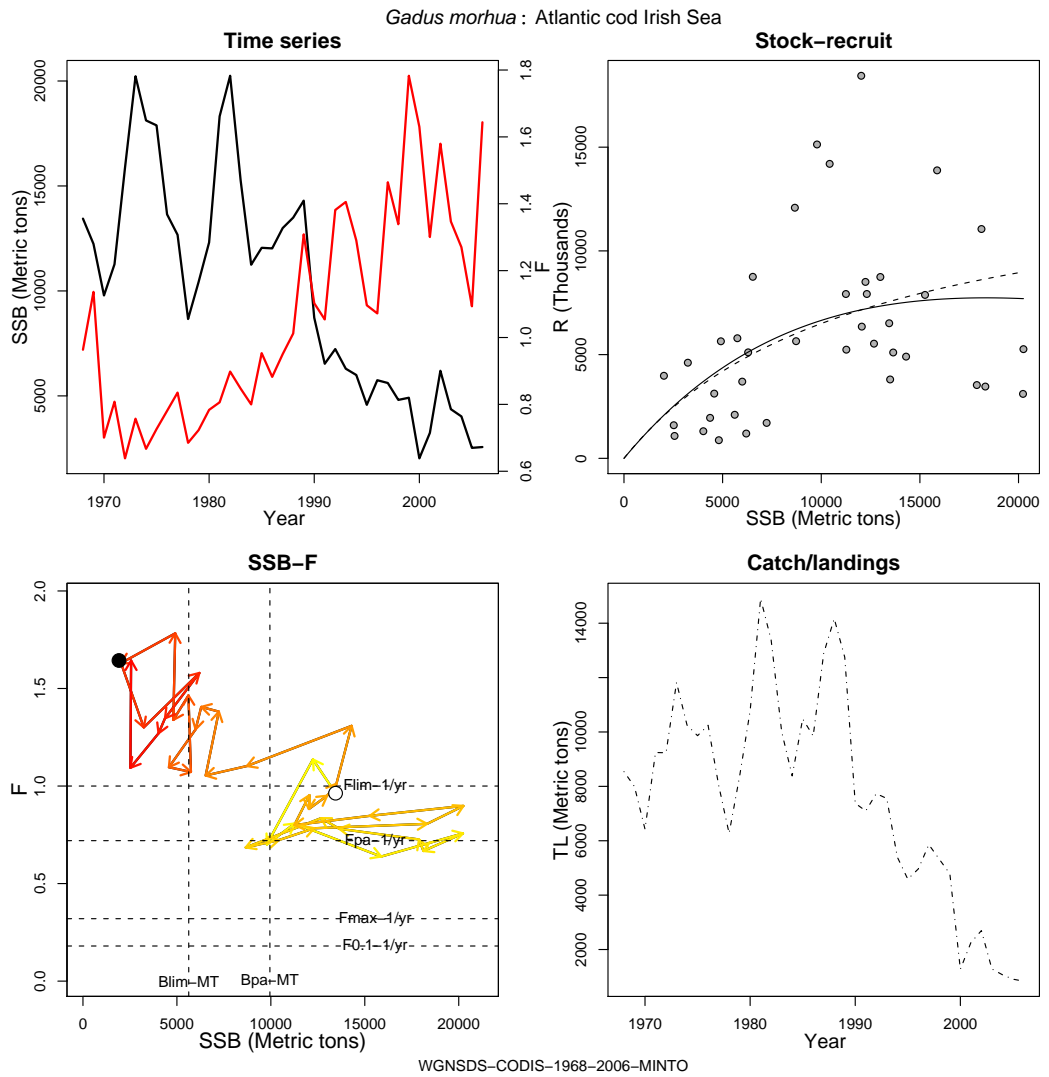 Gadus morhua : Atlantic cod Irish Sea
Time series
SSB (Metric tons)
5000 10000 15000 20000
F
0.6 0.8 1.0 1.2 1.4 1.6 1.8
1970 1980 1990 2000
Year
Stock−recruit
R (Thousands)
0 5000 10000 15000
0 5000 10000 15000 20000
SSB (Metric tons)
SSB−F
F
0.0 0.5 1.0 1.5 2.0
Flim−1/yr
Fpa−1/yr
Fmax−1/yr
F0.1−1/yr
Blim−MT
Bpa−MT
0 5000 10000 15000 20000
SSB (Metric tons)
Catch/landings
TL (Metric tons)
2000 4000 6000 8000 10000 14000
1970 1980 1990 2000
Year
WGNSDS−CODIS−1968−2006−MINTO